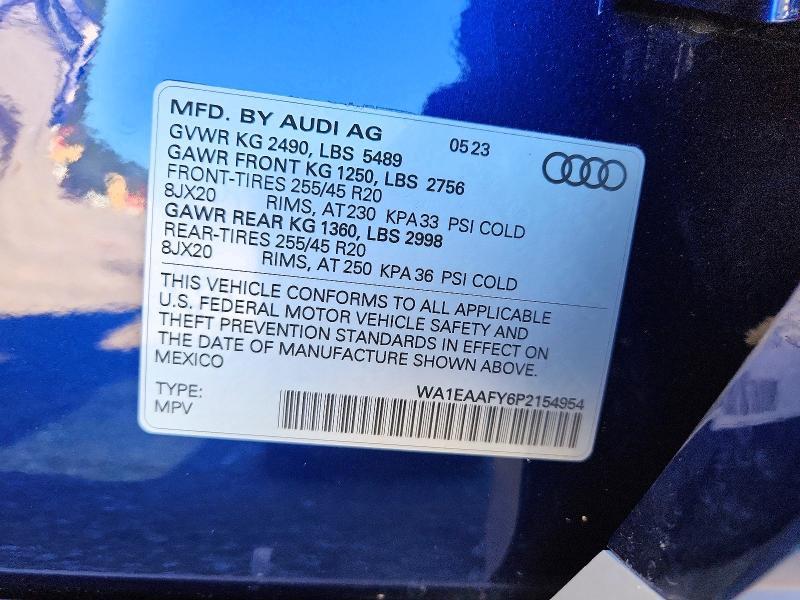 MFD. BY AUDI AG 0523
GVWR KG 2490, LBS 5489
GAWR FRONT KG 1250, LBS 2756
FRONT-TIRES 255/45 R20
8JX20 RIMS, AT 230 KPA 33 PSI COLD
GAWR REAR KG 1360, LBS 2998
REAR-TIRES 255/45 R20
8JX20 RIMS, AT 250 KPA 36 PSI COLD
THIS VEHICLE CONFORMS TO ALL APPLICABLE
U.S. FEDERAL MOTOR VEHICLE SAFETY AND
THEFT PREVENTION STANDARDS IN EFFECT ON
THE DATE OF MANUFACTURE SHOWN ABOVE.
MEXICO
WA1EAAFY6P2154954
TYPE:
MPV